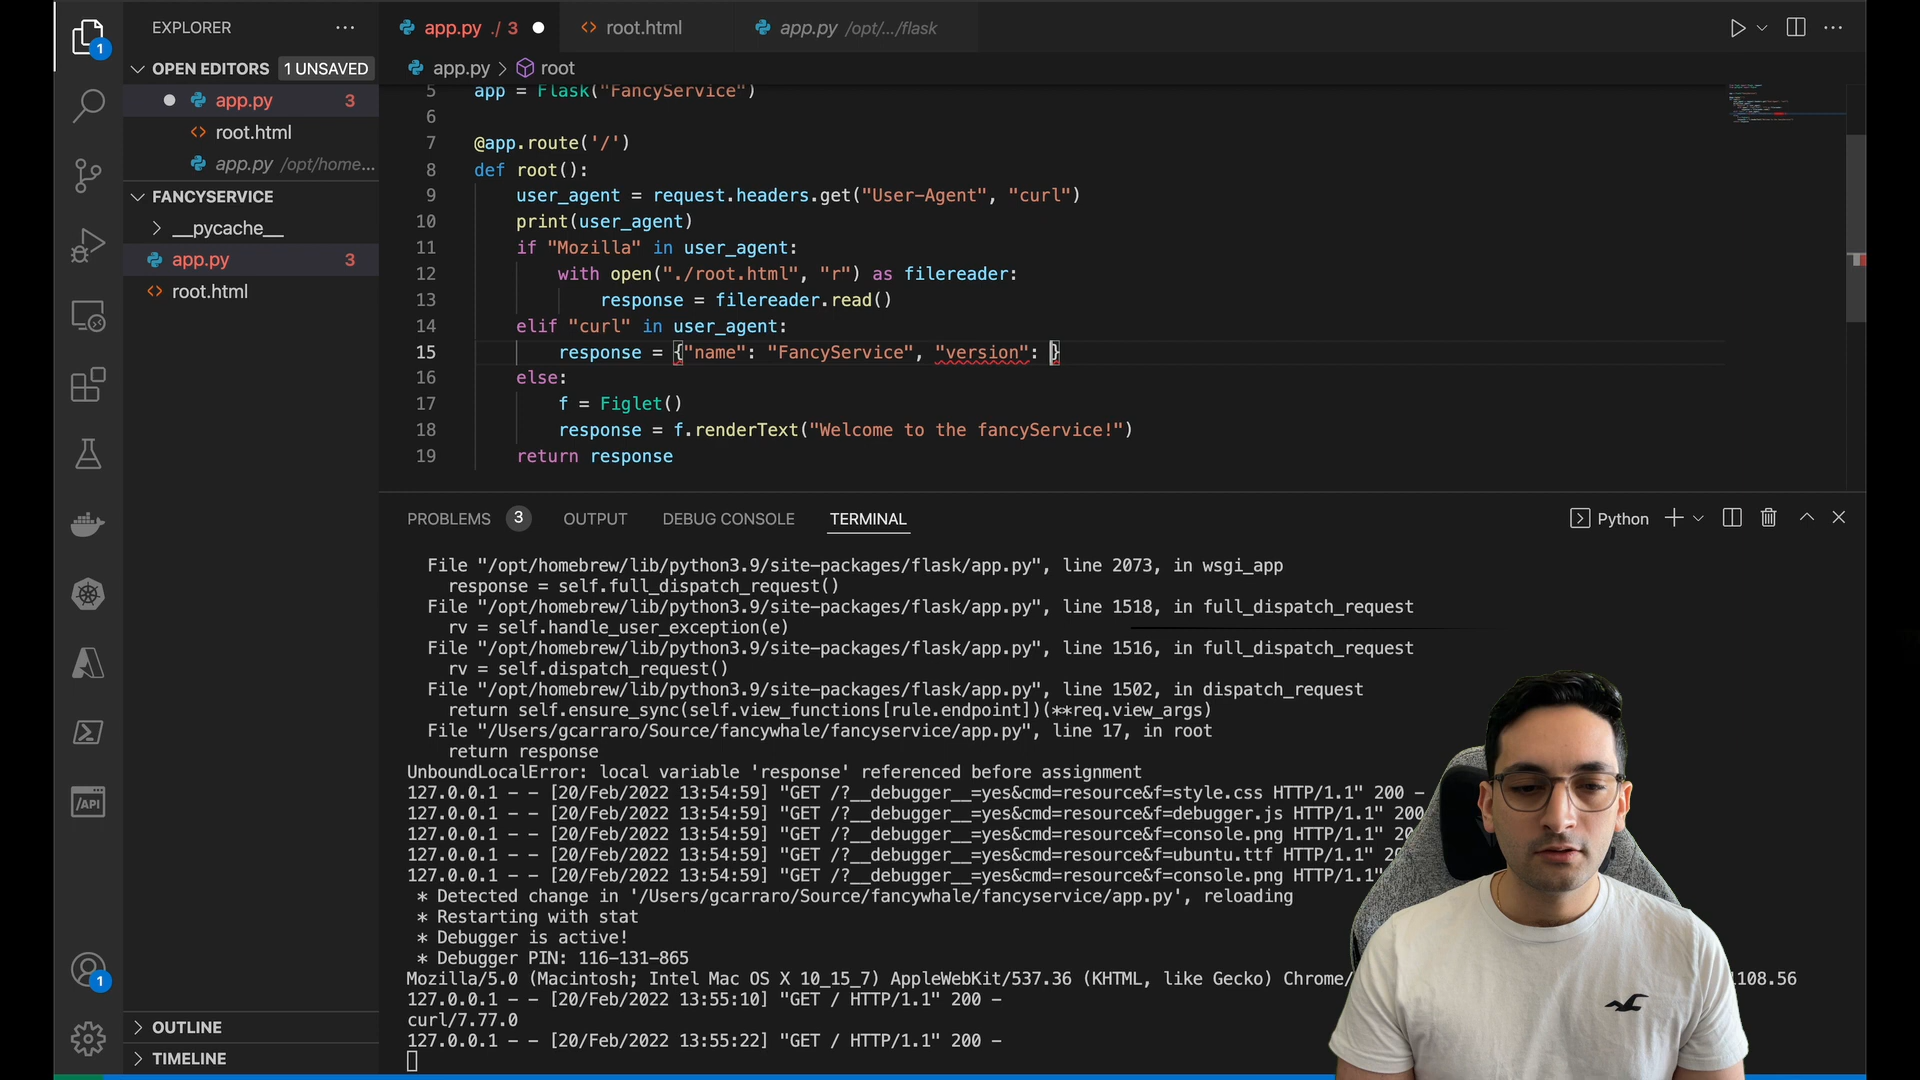 EXPLORER
app.py ./ 3
root.html
app.py /opt/.../flask
OPEN EDITORS 1 UNSAVED
app.py 3
root.html
app.py /opt/home...
FANCYSERVICE
__pycache__
app.py 3
root.html
OUTLINE
TIMELINE
1
1
/API
app.py > root
5 app = Flask("FancyService")
6
7 @app.route('/')
8 def root():
9 user_agent = request.headers.get("User-Agent", "curl")
10 print(user_agent)
11 if "Mozilla" in user_agent:
12 with open("./root.html", "r") as filereader:
13 response = filereader.read()
14 elif "curl" in user_agent:
15 response = {"name": "FancyService", "version": }
16 else:
17 f = Figlet()
18 response = f.renderText("Welcome to the fancyService!")
19 return response
PROBLEMS 3 OUTPUT DEBUG CONSOLE TERMINAL
Python
File "/opt/homebrew/lib/python3.9/site-packages/flask/app.py", line 2073, in wsgi_app
response = self.full_dispatch_request()
File "/opt/homebrew/lib/python3.9/site-packages/flask/app.py", line 1518, in full_dispatch_request
rv = self.handle_user_exception(e)
File "/opt/homebrew/lib/python3.9/site-packages/flask/app.py", line 1516, in full_dispatch_request
rv = self.dispatch_request()
File "/opt/homebrew/lib/python3.9/site-packages/flask/app.py", line 1502, in dispatch_request
return self.ensure_sync(self.view_functions[rule.endpoint])(**req.view_args)
File "/Users/gcarraro/Source/fancywhale/fancyservice/app.py", line 17, in root
return response
UnboundLocalError: local variable 'response' referenced before assignment
127.0.0.1 - - [20/Feb/2022 13:54:59] "GET /?__debugger__=yes&cmd=resource&f=style.css HTTP/1.1" 200 -
127.0.0.1 - - [20/Feb/2022 13:54:59] "GET /?__debugger__=yes&cmd=resource&f=debugger.js HTTP/1.1" 200
127.0.0.1 - - [20/Feb/2022 13:54:59] "GET /?__debugger__=yes&cmd=resource&f=console.png HTTP/1.1" 20
127.0.0.1 - - [20/Feb/2022 13:54:59] "GET /?__debugger__=yes&cmd=resource&f=ubuntu.ttf HTTP/1.1" 2
127.0.0.1 - - [20/Feb/2022 13:54:59] "GET /?__debugger__=yes&cmd=resource&f=console.png HTTP/1.1"
* Detected change in '/Users/gcarraro/Source/fancywhale/fancyservice/app.py', reloading
* Restarting with stat
* Debugger is active!
* Debugger PIN: 116-131-865
Mozilla/5.0 (Macintosh; Intel Mac OS X 10_15_7) AppleWebKit/537.36 (KHTML, like Gecko) Chrome/ 1108.56
127.0.0.1 - - [20/Feb/2022 13:55:10] "GET / HTTP/1.1" 200 -
curl/7.77.0
127.0.0.1 - - [20/Feb/2022 13:55:22] "GET / HTTP/1.1" 200 -